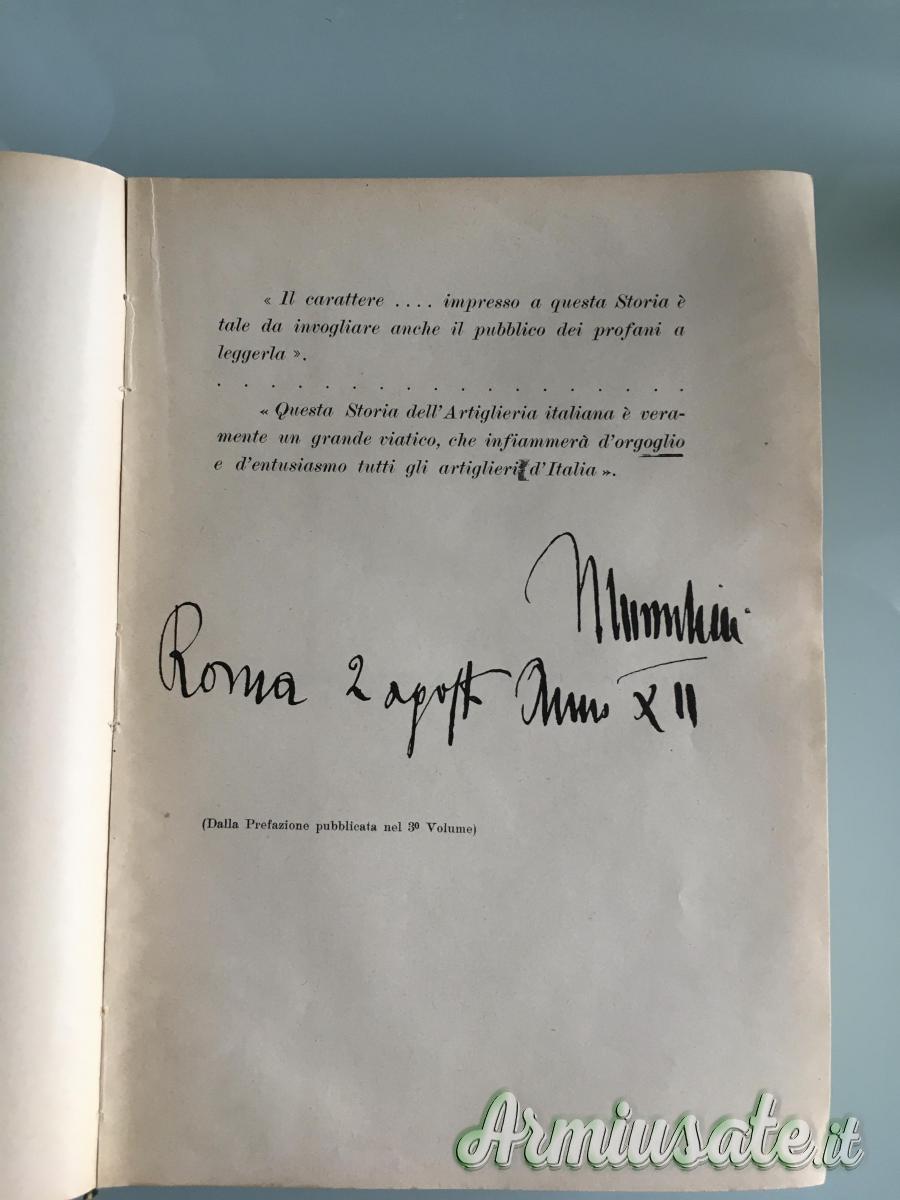 « Il carattere .... impresso a questa Storia è
tale da invogliare anche il pubblico dei profani a
leggerla ».
. . . . . . . . . . . . . . . . . .
« Questa Storia dell'Artiglieria italiana è vera-
mente un grande viatico, che infiammerà d'orgoglio
e d'entusiasmo tutti gli artiglieri d'Italia ».
Mussolini
Roma 2 agosto Anno XII
(Dalla Prefazione pubblicata nel 3º Volume)
Armiusate.it